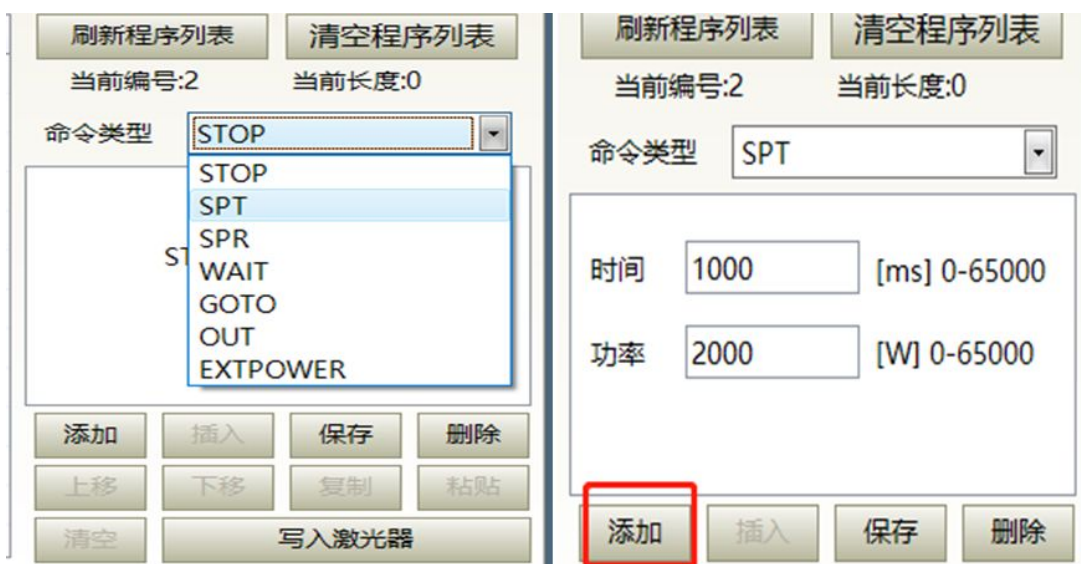 刷新程序列表 清空程序列表
当前编号:2 当前长度:0
命令类型 STOP
STOP
SPT
SPR
ST WAIT
GOTO
OUT
EXTPOWER
添加 插入 保存 删除
上移 下移 复制 粘贴
清空 写入激光器
刷新程序列表 清空程序列表
当前编号:2 当前长度:0
命令类型 SPT
时间 1000 [ms] 0-65000
功率 2000 [W] 0-65000
添加 插入 保存 删除